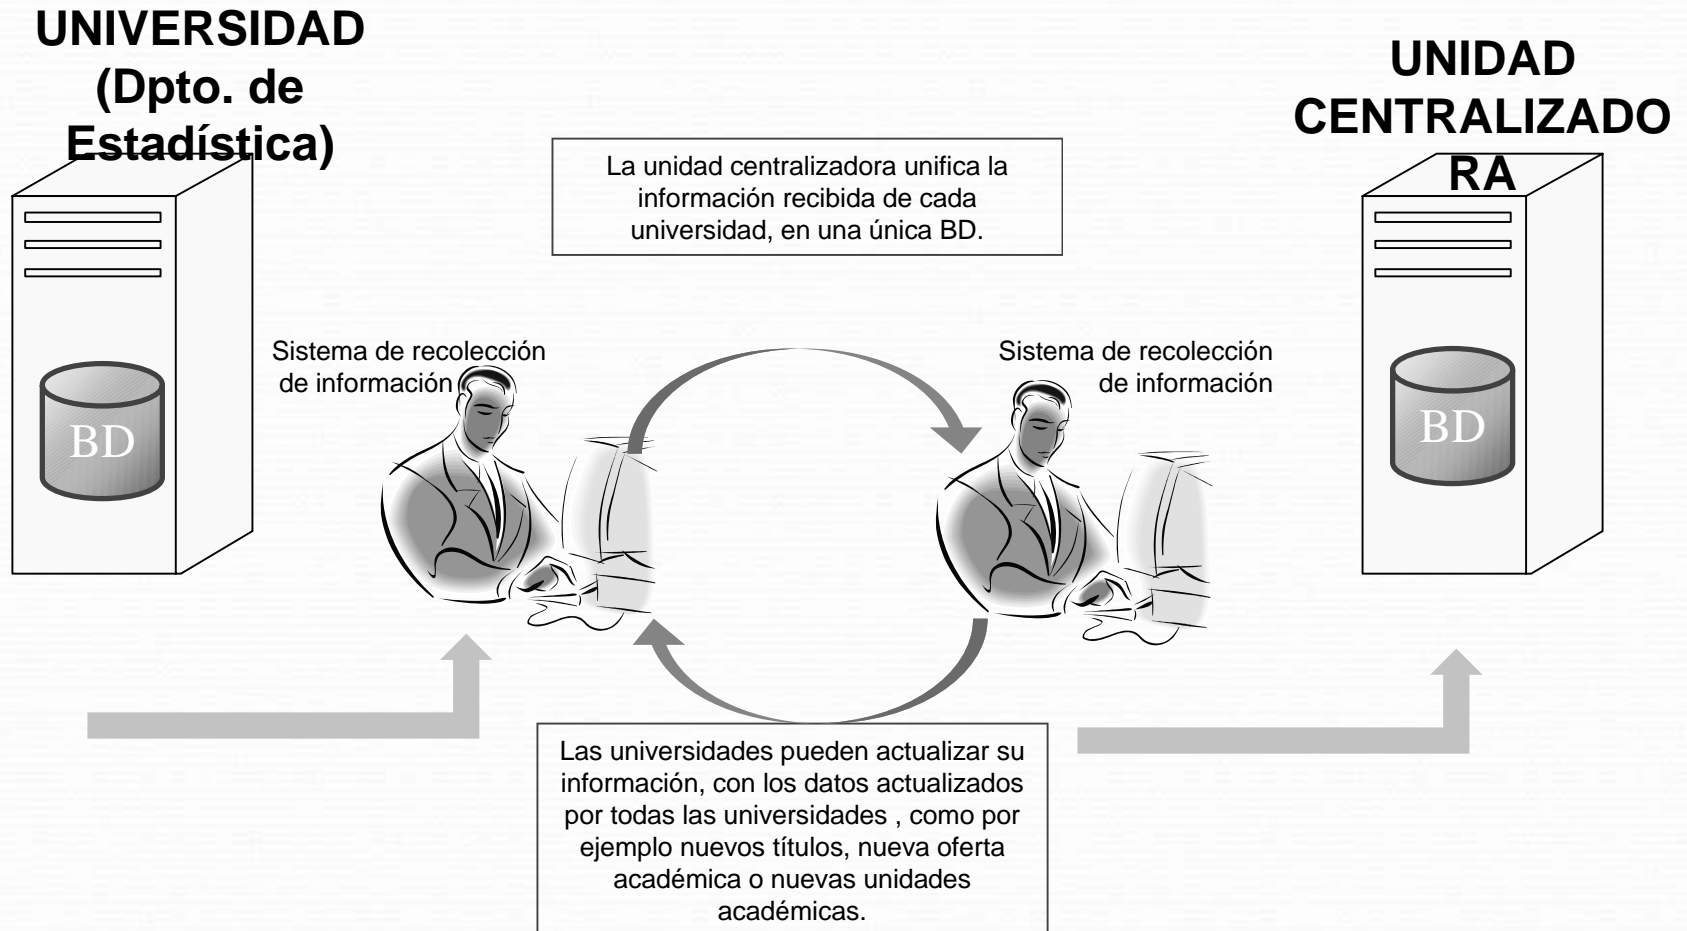 UNIVERSIDAD
(Dpto. de
Estadística)
UNIDAD
CENTRALIZADO
RA
La unidad centralizadora unifica la
información recibida de cada
universidad, en una única BD.
Sistema de recolección
de información
Sistema de recolección
de información
BD
BD
Las universidades pueden actualizar su
información, con los datos actualizados
por todas las universidades , como por
ejemplo nuevos títulos, nueva oferta
académica o nuevas unidades
académicas.